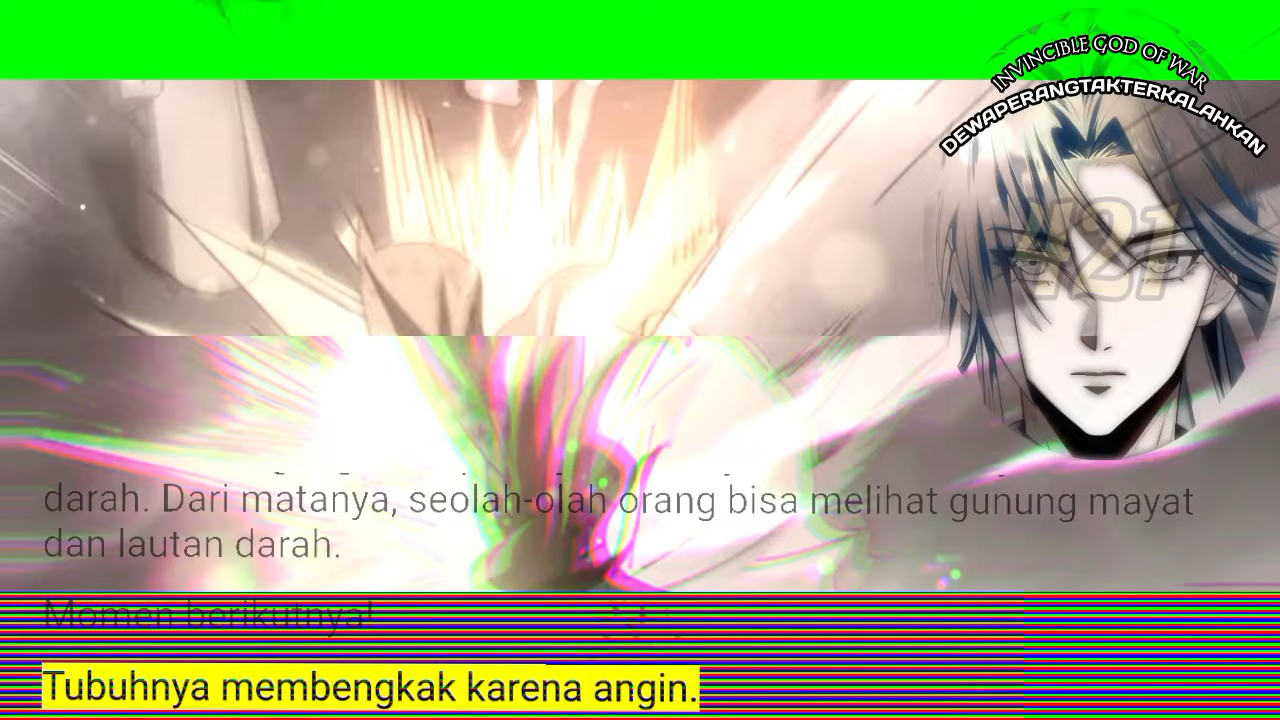 INVINCIBLE GOD OF WAR
DEWAPERANGTAKTERKALAHKAN
421
darah. Dari matanya, seolah-olah orang bisa melihat gunung mayat
dan lautan darah.
Momen berikutnya!
Tubuhnya membengkak karena angin.